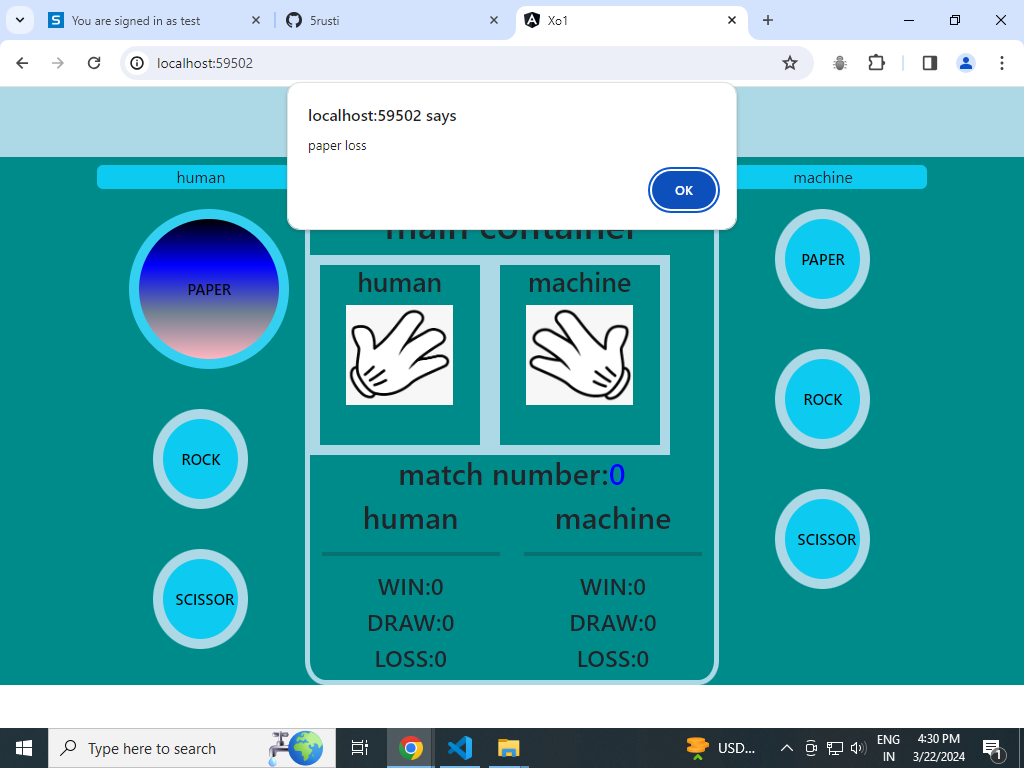 You are signed in as test
5rusti
Xo1
localhost:59502
localhost:59502 says
paper loss
OK
human
machine
main container
PAPER
ROCK
SCISSOR
human
machine
match number:0
human
machine
WIN:0
WIN:0
DRAW:0
DRAW:0
LOSS:0
LOSS:0
PAPER
ROCK
SCISSOR
Type here to search
USD...
ENG
IN
4:30 PM
3/22/2024
1